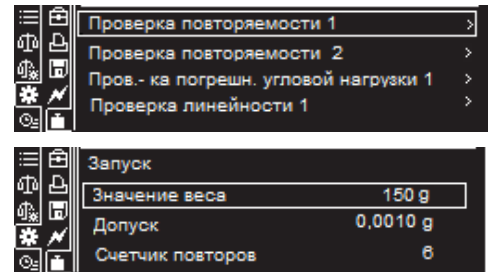 Проверка повторяемости 1 >
Проверка повторяемости 2 >
Пров.- ка погрешн. угловой нагрузки 1 >
Проверка линейности 1 >
Запуск
Значение веса 150 g
Допуск 0,0010 g
Счетчик повторов 6